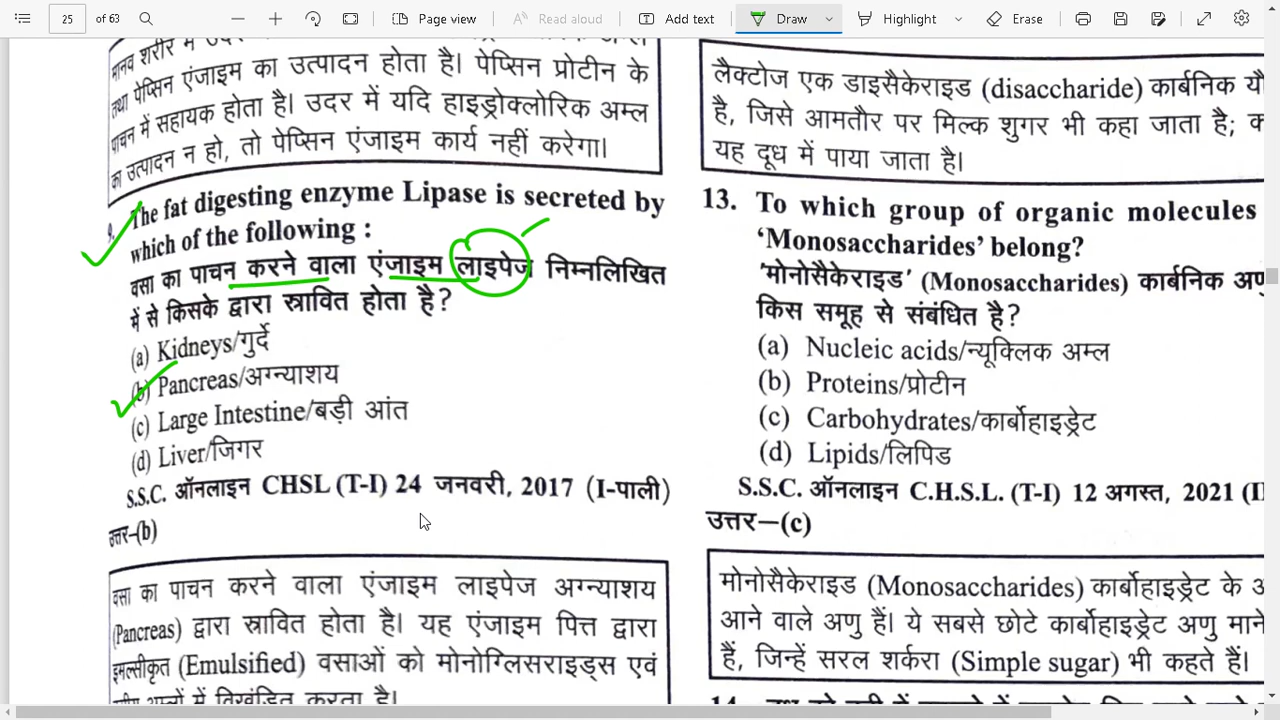 25 of 63 Page view Read aloud Add text Draw Highlight Erase
मानव शरीर में उदर
तथा पेप्सिन एंजाइम का उत्पादन होता है। पेप्सिन प्रोटीन के
पाचन में सहायक होता है। उदर में यदि हाइड्रोक्लोरिक अम्ल
का उत्पादन न हो, तो पेप्सिन एंजाइम कार्य नहीं करेगा।
9. The fat digesting enzyme Lipase is secreted by
which of the following :
वसा का पाचन करने वाला एंजाइम लाइपेज निम्नलिखित
में से किसके द्वारा स्रावित होता है?
(a) Kidneys/गुर्दे
(b) Pancreas/अग्न्याशय
(c) Large Intestine/बड़ी आंत
(d) Liver/जिगर
S.S.C. ऑनलाइन CHSL (T-I) 24 जनवरी, 2017 (I-पाली)
उत्तर–(b)
वसा का पाचन करने वाला एंजाइम लाइपेज अग्न्याशय
(Pancreas) द्वारा स्रावित होता है। यह एंजाइम पित्त द्वारा
इमल्सीकृत (Emulsified) वसाओं को मोनोग्लिसराइड्स एवं
अम्लों में विखंडित करता है।
लैक्टोज एक डाइसैकेराइड (disaccharide) कार्बनिक
है, जिसे आमतौर पर मिल्क शुगर भी कहा जाता है;
यह दूध में पाया जाता है।
13. To which group of organic molecules
‘Monosaccharides’ belong?
'मोनोसैकेराइड' (Monosaccharides) कार्बनिक
किस समूह से संबंधित है?
(a) Nucleic acids/न्यूक्लिक अम्ल
(b) Proteins/प्रोटीन
(c) Carbohydrates/कार्बोहाइड्रेट
(d) Lipids/लिपिड
S.S.C. ऑनलाइन C.H.S.L. (T-I) 12 अगस्त, 2021
उत्तर–(c)
मोनोसैकेराइड (Monosaccharides) कार्बोहाइड्रेट के
आने वाले अणु हैं। ये सबसे छोटे कार्बोहाइड्रेट अणु माने
हैं, जिन्हें सरल शर्करा (Simple sugar) भी कहते हैं।